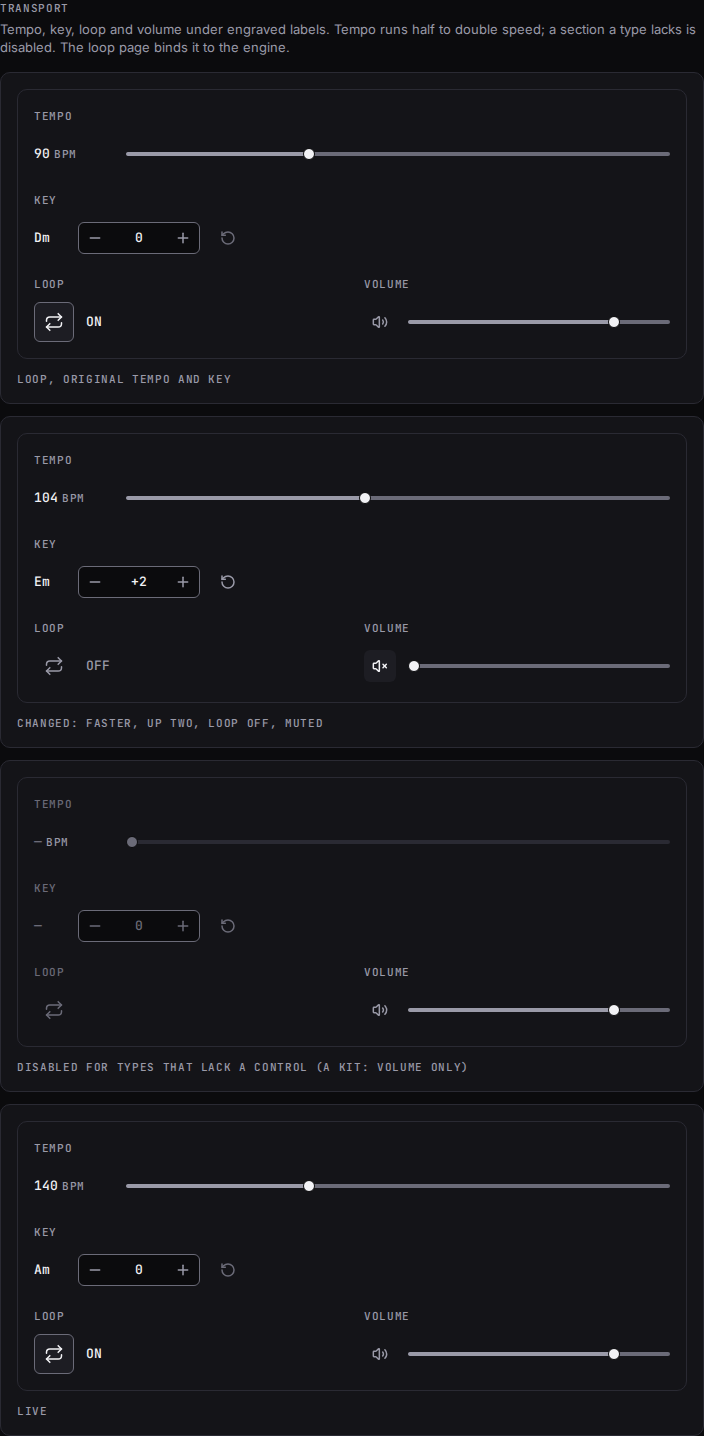 TRANSPORT
Tempo, key, loop and volume under engraved labels. Tempo runs half to double speed; a section a type lacks is
disabled. The loop page binds it to the engine.
TEMPO
90 BPM
KEY
Dm − 0 +
LOOP VOLUME
ON
LOOP, ORIGINAL TEMPO AND KEY
TEMPO
104 BPM
KEY
Em − +2 +
LOOP VOLUME
OFF
CHANGED: FASTER, UP TWO, LOOP OFF, MUTED
TEMPO
— BPM
KEY
— − 0 +
LOOP VOLUME
DISABLED FOR TYPES THAT LACK A CONTROL (A KIT: VOLUME ONLY)
TEMPO
140 BPM
KEY
Am − 0 +
LOOP VOLUME
ON
LIVE